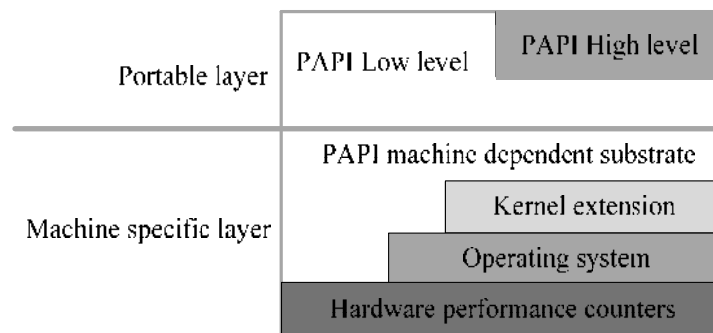 PAPI High level
PAPI Low level
Portable layer
PAPI machine dependent substrate
Kernel extension
Machine specific layer
Operating system
Hardware performance counters